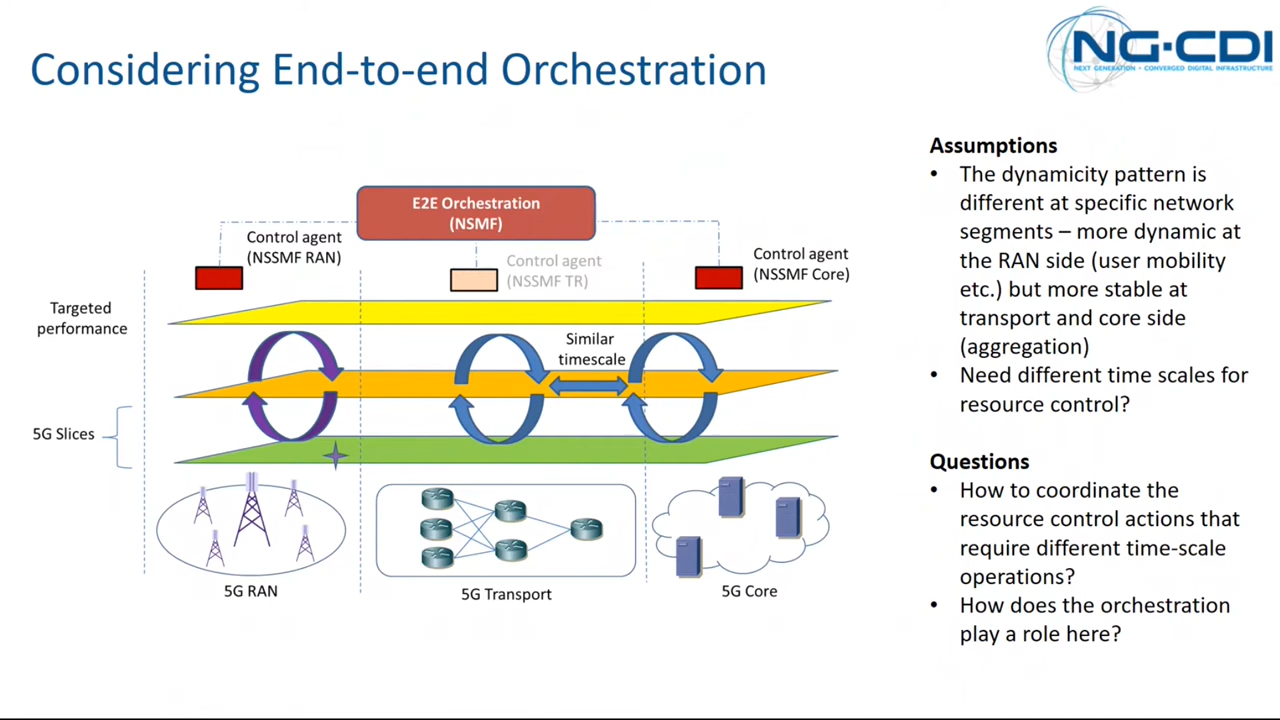 NG-CDI
NEXT GENERATION • CONVERGED DIGITAL INFRASTRUCTURE
Considering End-to-end Orchestration
E2E Orchestration
(NSMF)
Control agent
(NSSMF RAN)
Control agent
(NSSMF TR)
Control agent
(NSSMF Core)
Targeted
performance
Similar
timescale
5G Slices
5G RAN
5G Transport
5G Core
Assumptions
• The dynamicity pattern is
different at specific network
segments – more dynamic at
the RAN side (user mobility
etc.) but more stable at
transport and core side
(aggregation)
• Need different time scales for
resource control?
Questions
• How to coordinate the
resource control actions that
require different time-scale
operations?
• How does the orchestration
play a role here?